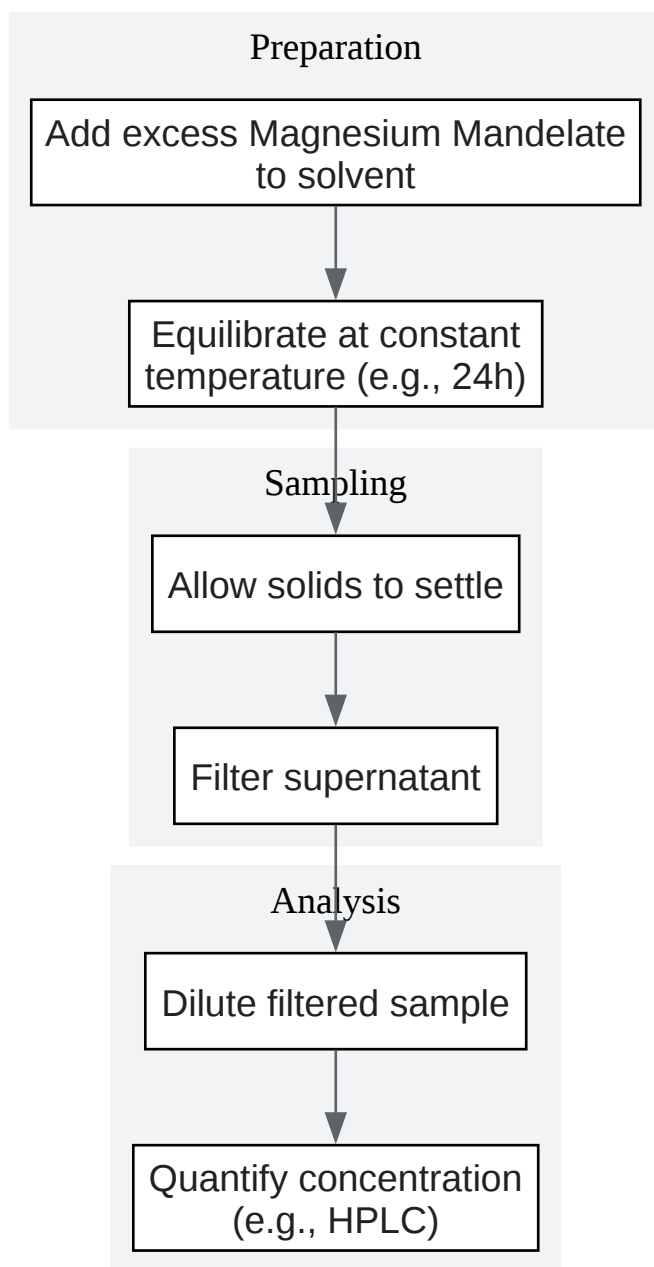 Preparation
Add excess Magnesium Mandelate
to solvent
Equilibrate at constant
temperature (e.g., 24h)
Sampling
Allow solids to settle
Filter supernatant
Analysis
Dilute filtered sample
Quantify concentration
(e.g., HPLC)